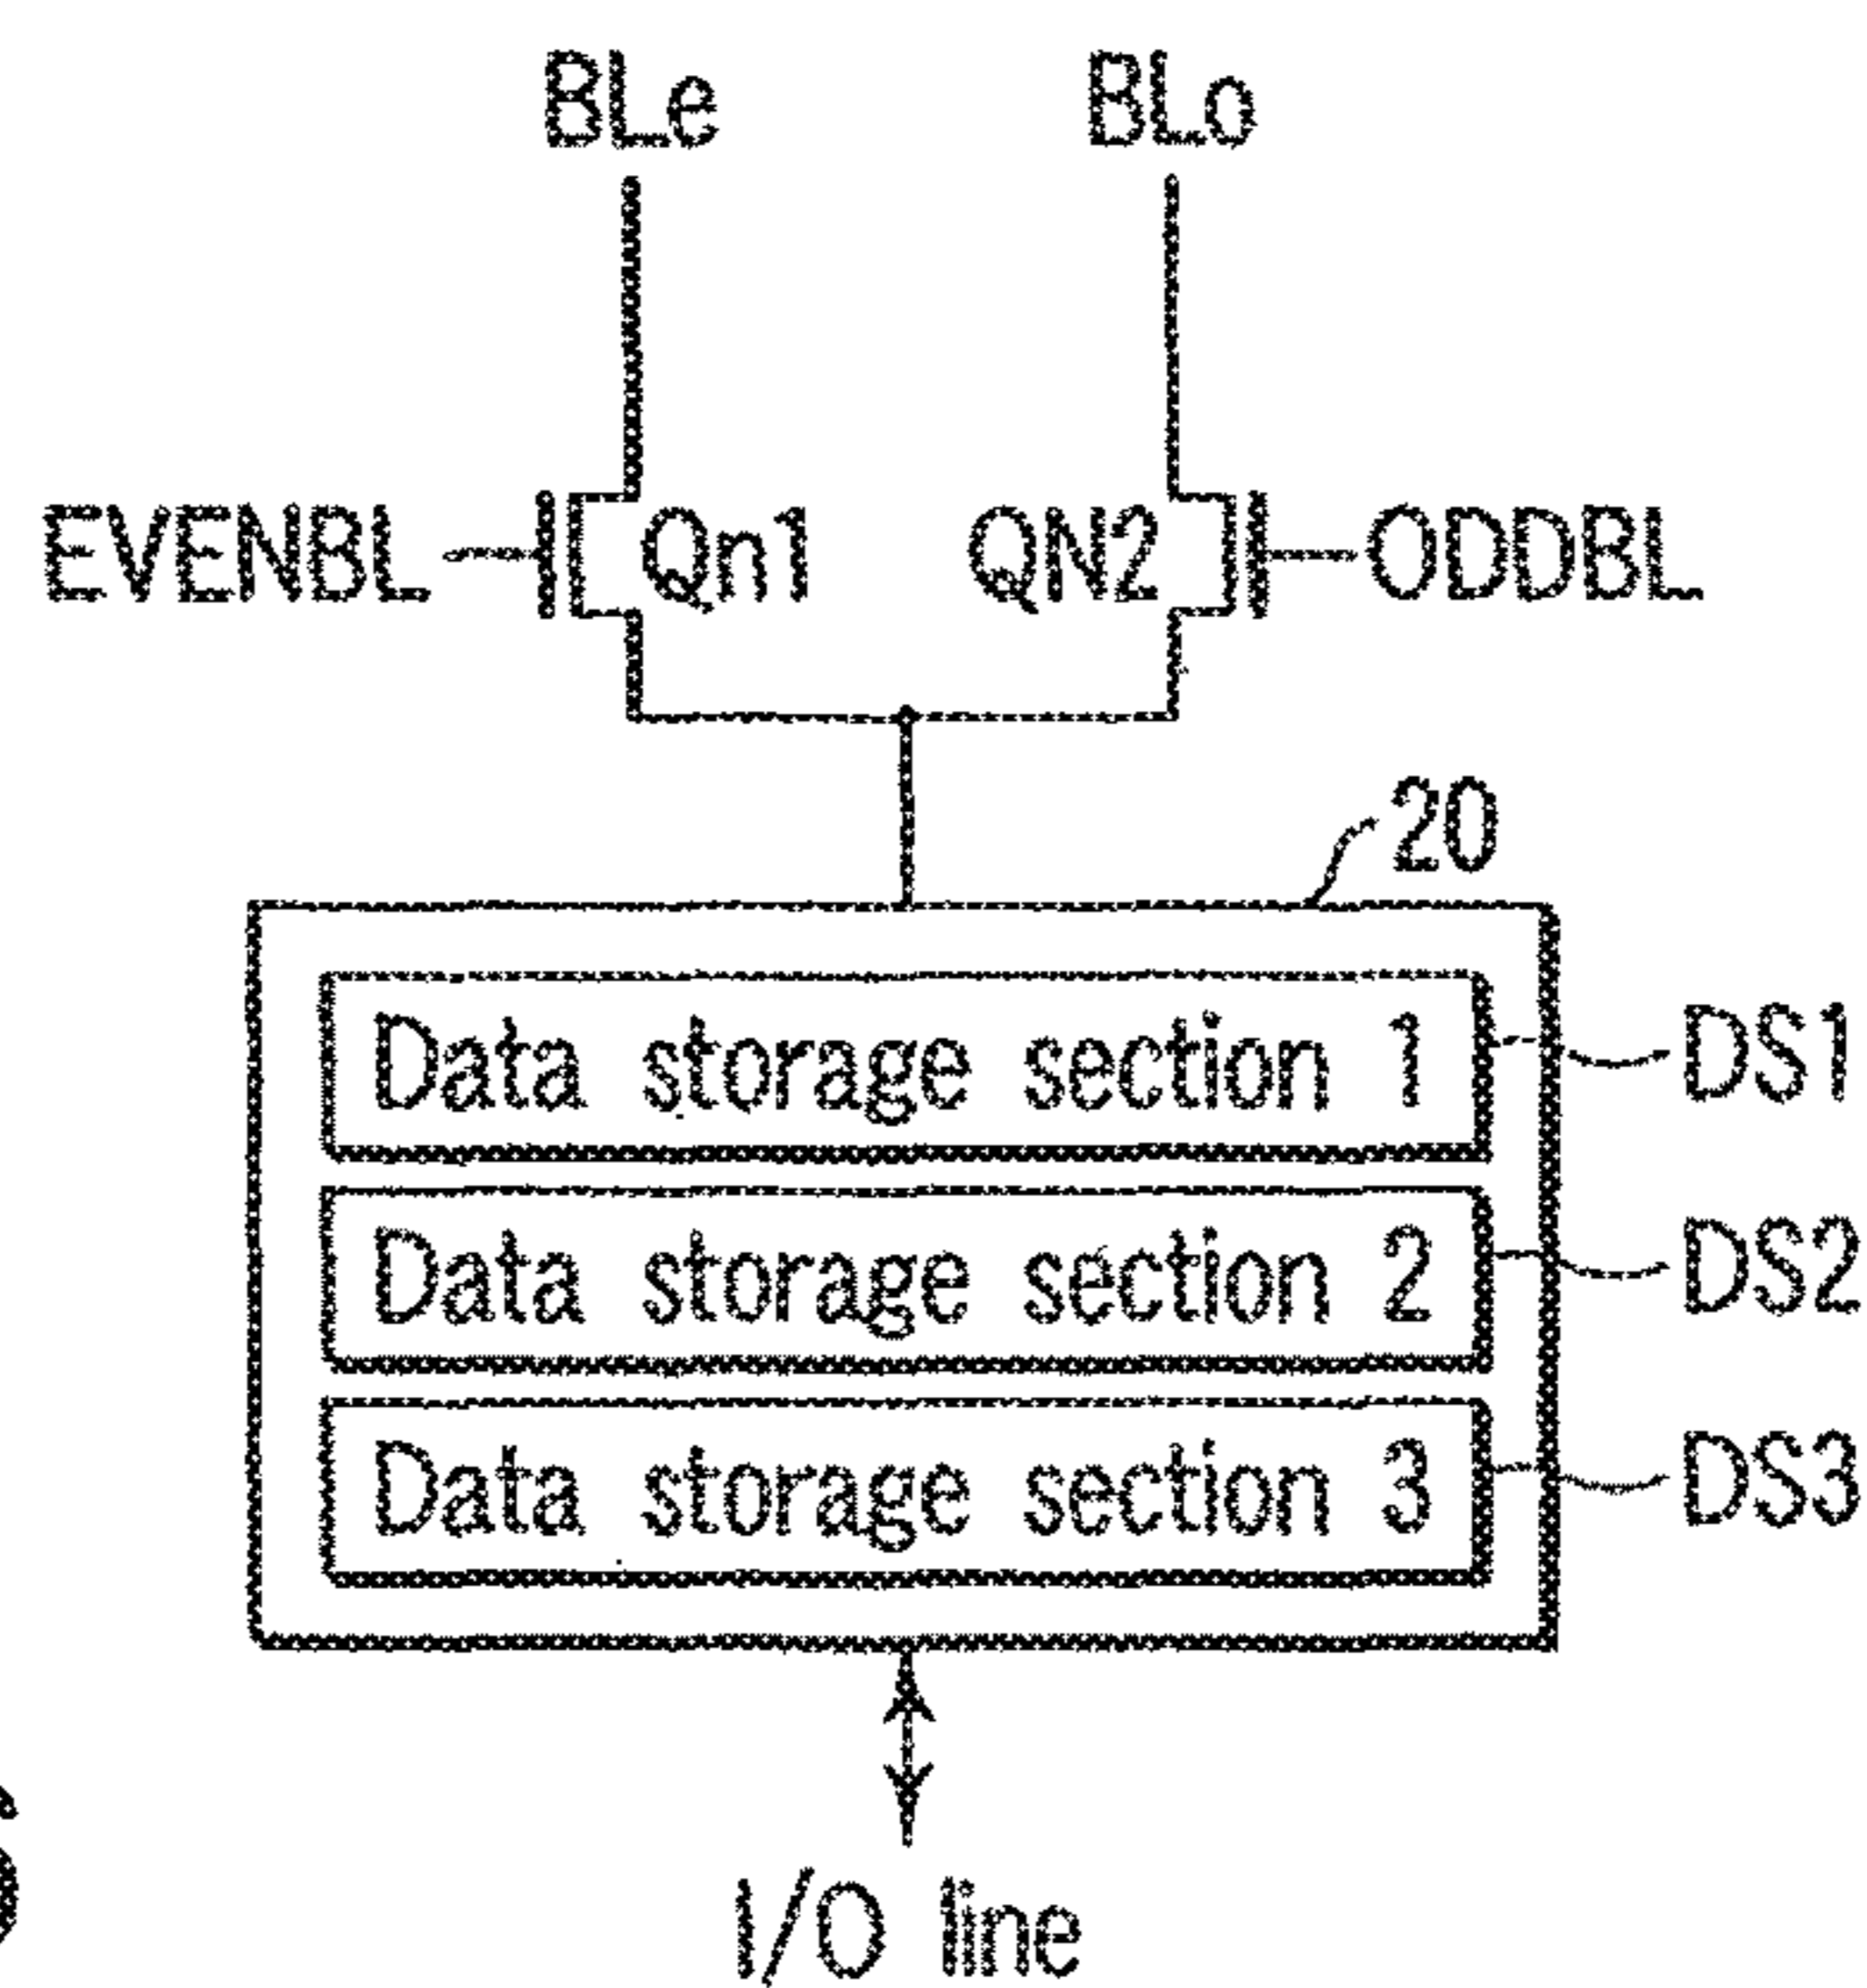 BLe BLo
EVENBL Qn1 QN2 ODDBL
20
Data storage section 1 DS1
Data storage section 2 DS2
Data storage section 3 DS3
I/O line